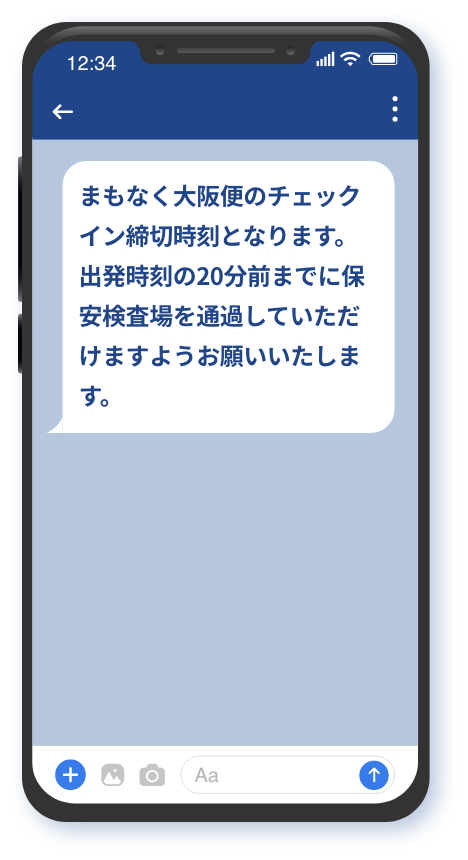 12:34
まもなく大阪便のチェック
イン締切時刻となります。
出発時刻の20分前までに保
安検査場を通過していただ
けますようお願いいたしま
す。
Aa